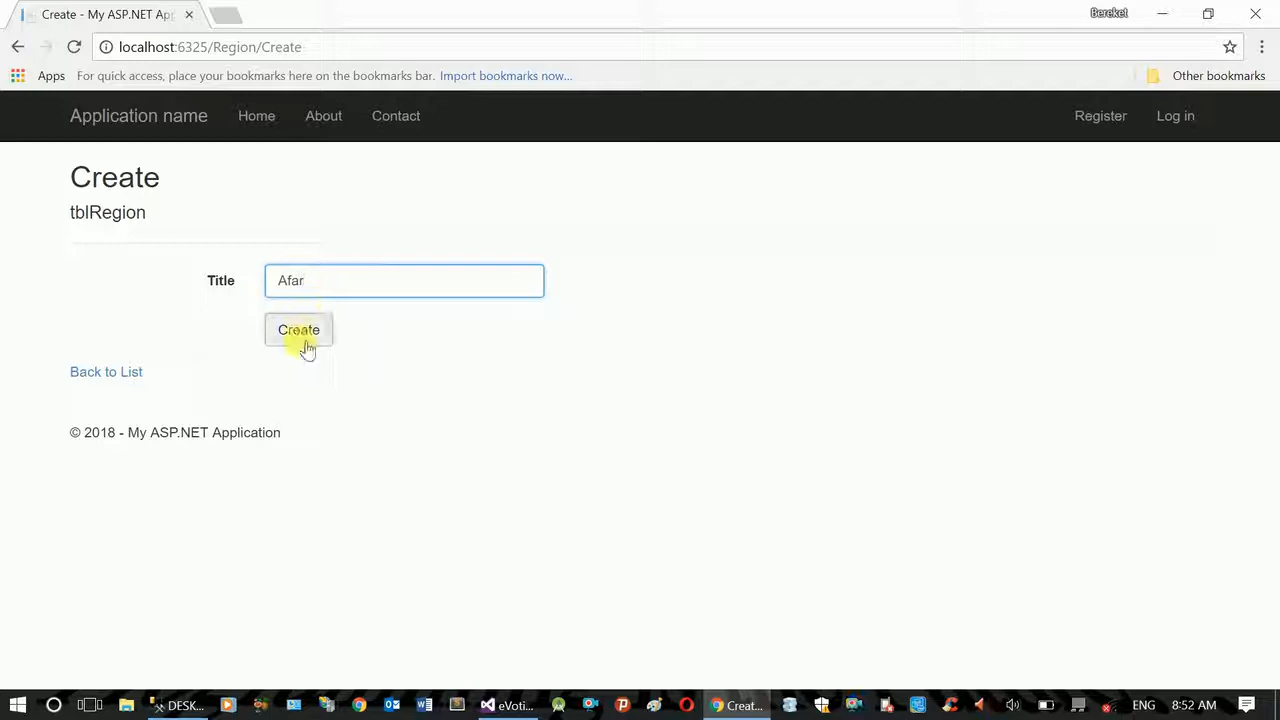 Create - My ASP.NET App
Bereket
localhost:6325/Region/Create
Apps For quick access, place your bookmarks here on the bookmarks bar. Import bookmarks now... Other bookmarks
Application name Home About Contact Register Log in
Create
tblRegion
Title Afar
Create
Back to List
© 2018 - My ASP.NET Application
DESK... eVoti... Creat... ENG 8:52 AM